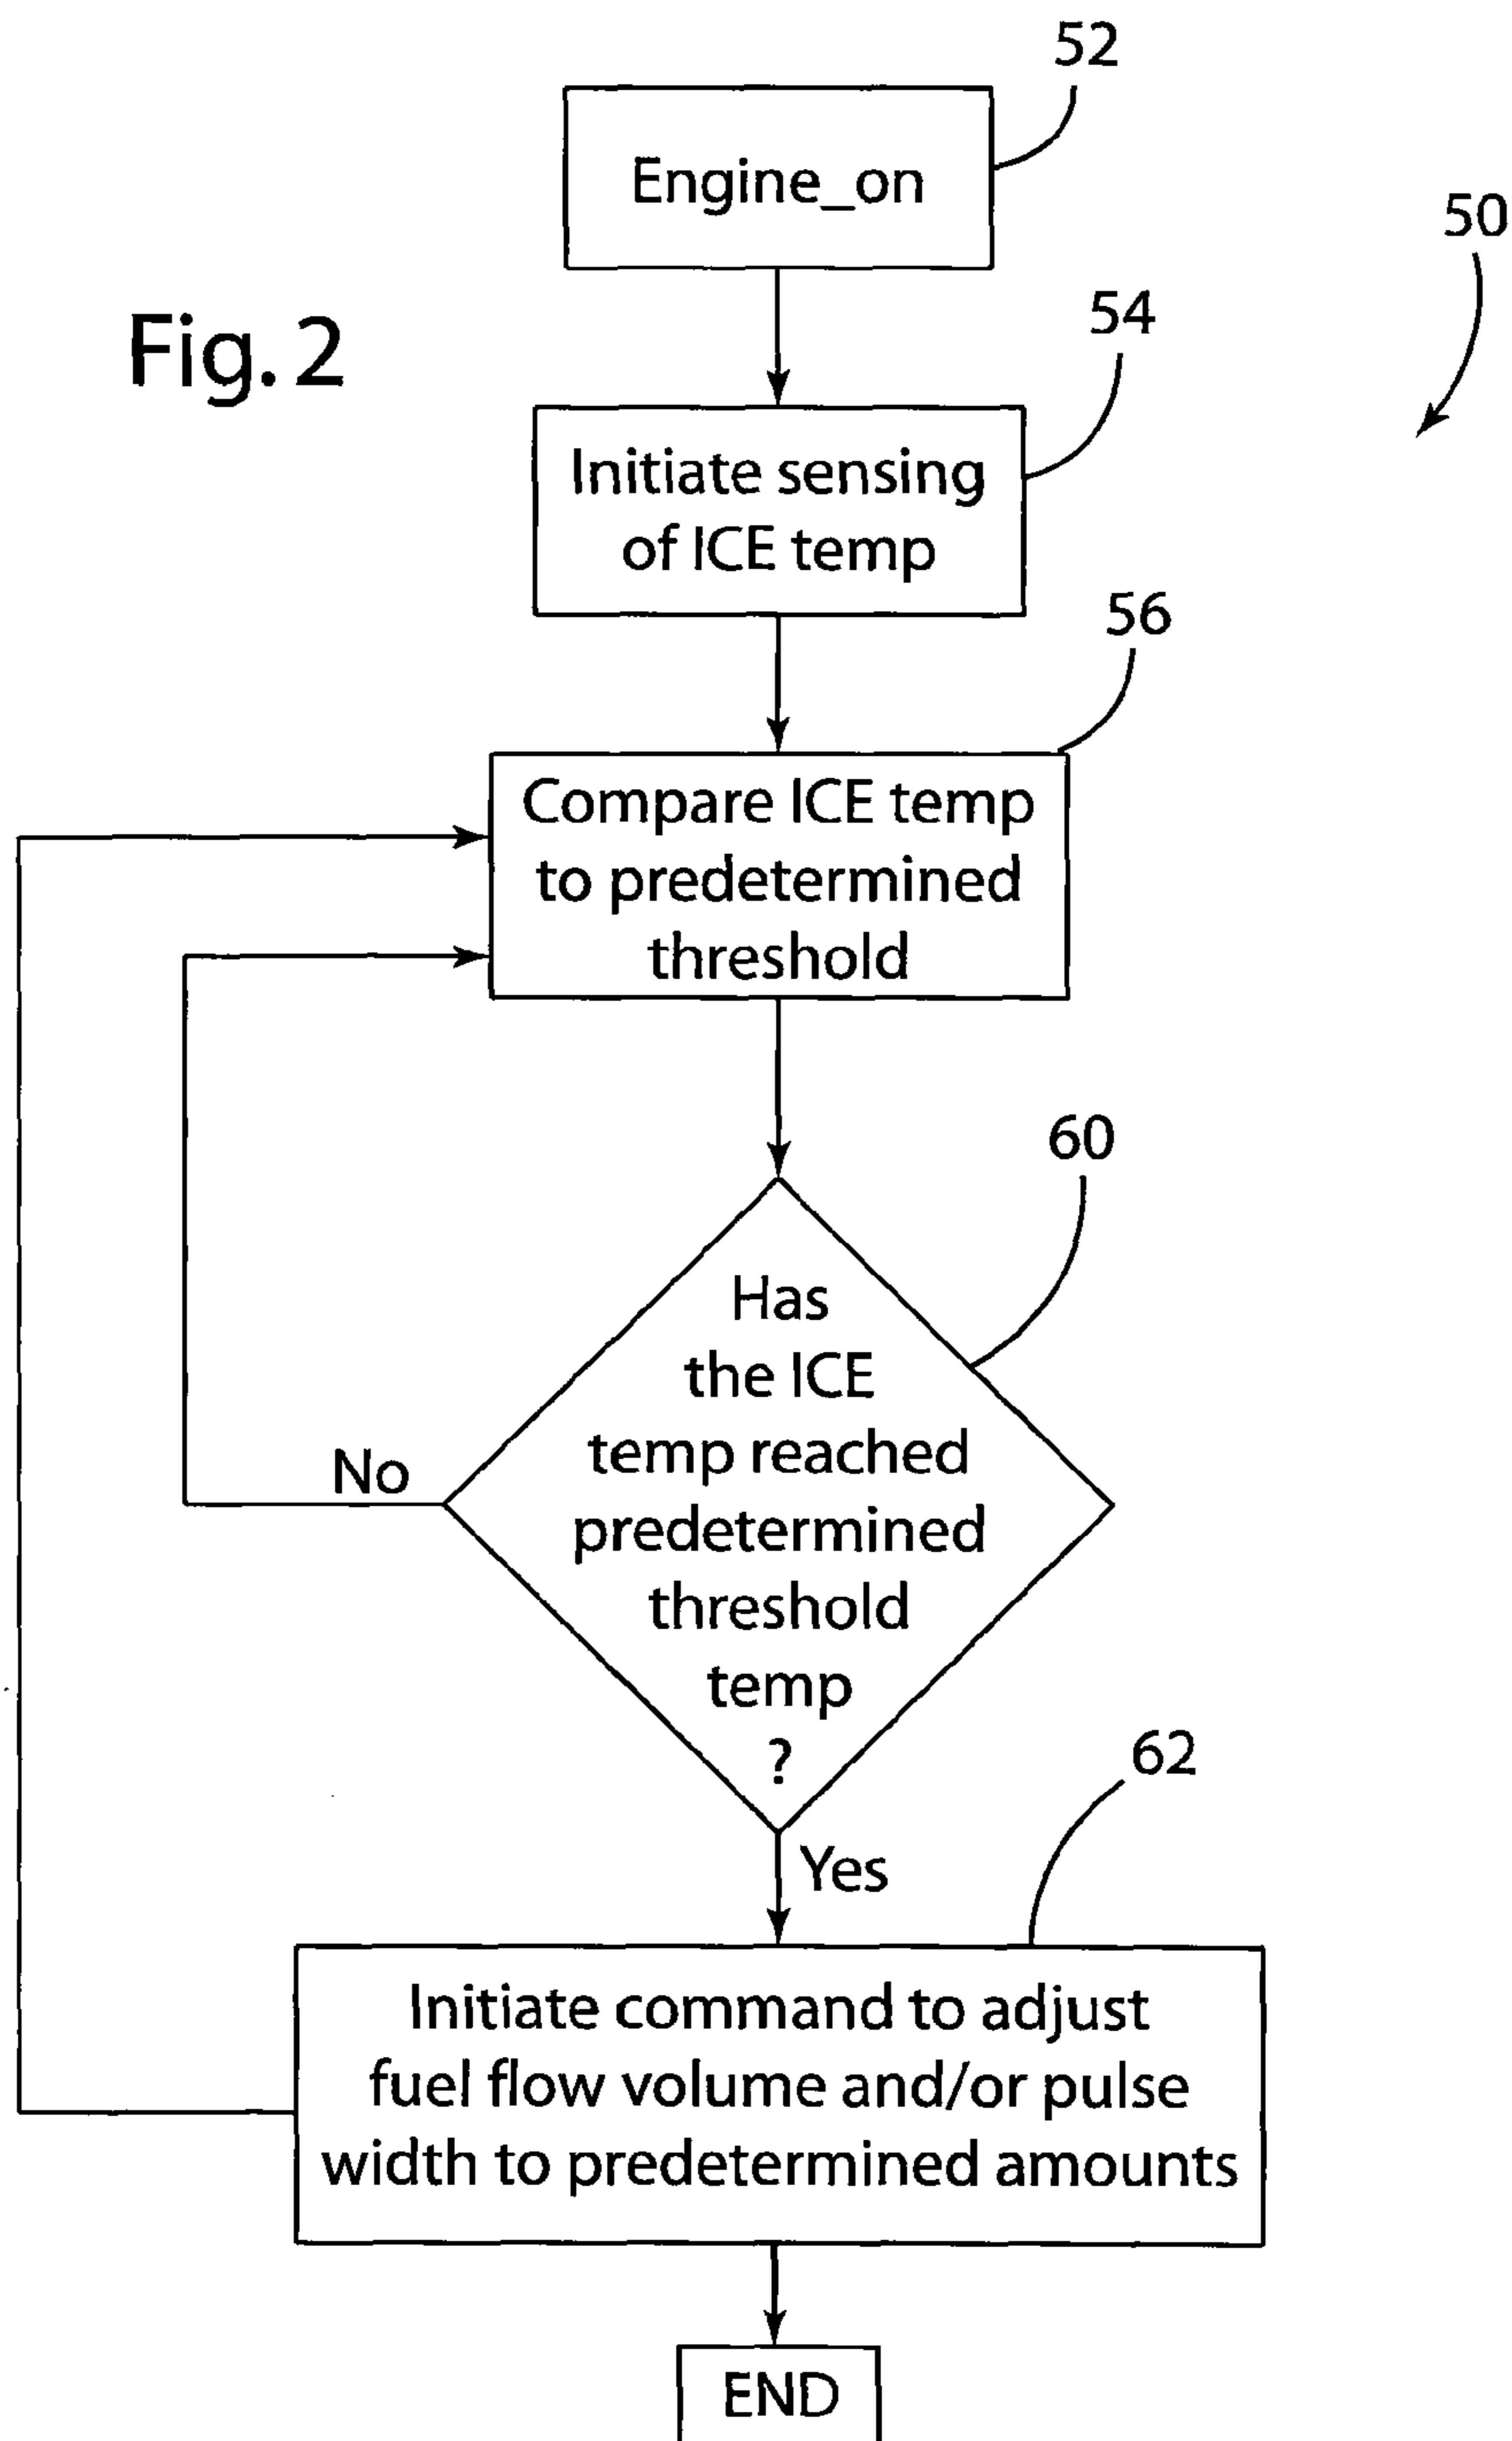 52
Engine_on
50
Fig. 2
54
Initiate sensing
of ICE temp
56
Compare ICE temp
to predetermined
threshold
60
Has
the ICE
temp reached
predetermined
threshold
temp
?
No
Yes
62
Initiate command to adjust
fuel flow volume and/or pulse
width to predetermined amounts
END